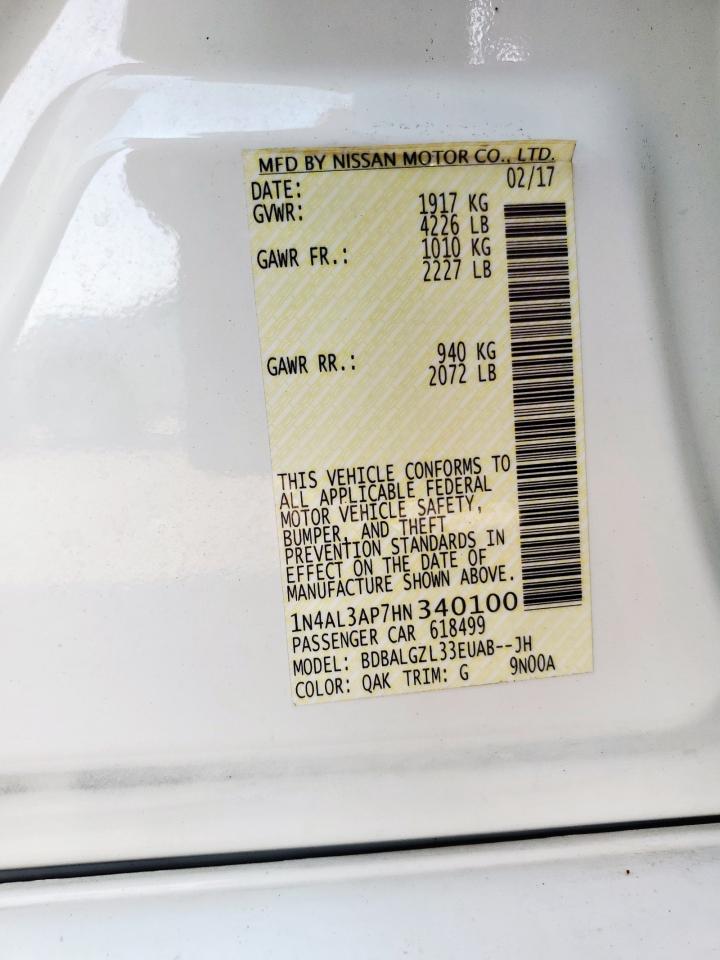 MFD BY NISSAN MOTOR CO., LTD.
DATE: 02/17
GVWR: 1917 KG
4226 LB
GAWR FR.: 1010 KG
2227 LB
GAWR RR.: 940 KG
2072 LB
THIS VEHICLE CONFORMS TO
ALL APPLICABLE FEDERAL
MOTOR VEHICLE SAFETY,
BUMPER, AND THEFT
PREVENTION STANDARDS IN
EFFECT ON THE DATE OF
MANUFACTURE SHOWN ABOVE.
1N4AL3AP7HN 340100
PASSENGER CAR 618499
MODEL: BDBALGZL33EUAB--JH
COLOR: QAK TRIM: G 9N00A